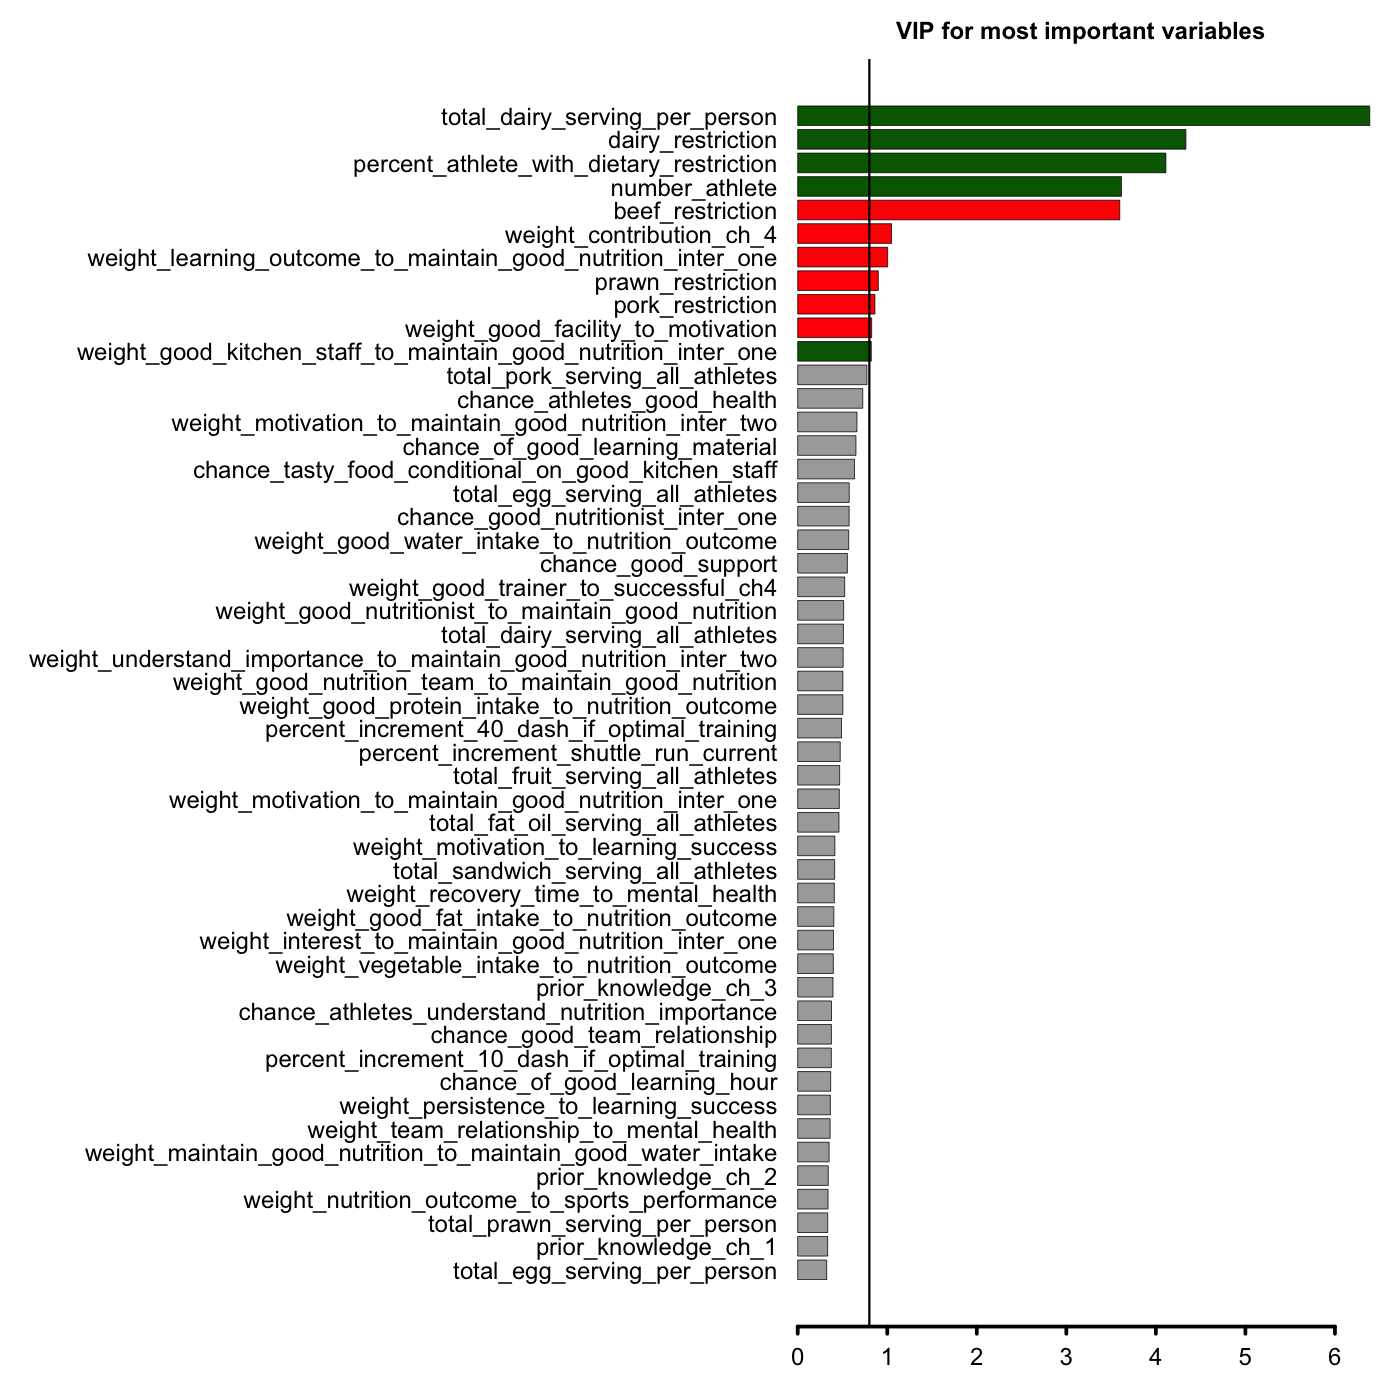 VIP for most important variables
total_dairy_serving_per_person
dairy_restriction
percent_athlete_with_dietary_restriction
number_athlete
beef_restriction
weight_contribution_ch_4
weight_learning_outcome_to_maintain_good_nutrition_inter_one
prawn_restriction
pork_restriction
weight_good_facility_to_motivation
weight_good_kitchen_staff_to_maintain_good_nutrition_inter_one
total_pork_serving_all_athletes
chance_athletes_good_health
weight_motivation_to_maintain_good_nutrition_inter_two
chance_of_good_learning_material
chance_tasty_food_conditional_on_good_kitchen_staff
total_egg_serving_all_athletes
chance_good_nutritionist_inter_one
weight_good_water_intake_to_nutrition_outcome
chance_good_support
weight_good_trainer_to_successful_ch4
weight_good_nutritionist_to_maintain_good_nutrition
total_dairy_serving_all_athletes
weight_understand_importance_to_maintain_good_nutrition_inter_two
weight_good_nutrition_team_to_maintain_good_nutrition
weight_good_protein_intake_to_nutrition_outcome
percent_increment_40_dash_if_optimal_training
percent_increment_shuttle_run_current
total_fruit_serving_all_athletes
weight_motivation_to_maintain_good_nutrition_inter_one
total_fat_oil_serving_all_athletes
weight_motivation_to_learning_success
total_sandwich_serving_all_athletes
weight_recovery_time_to_mental_health
weight_good_fat_intake_to_nutrition_outcome
weight_interest_to_maintain_good_nutrition_inter_one
weight_vegetable_intake_to_nutrition_outcome
prior_knowledge_ch_3
chance_athletes_understand_nutrition_importance
chance_good_team_relationship
percent_increment_10_dash_if_optimal_training
chance_of_good_learning_hour
weight_persistence_to_learning_success
weight_team_relationship_to_mental_health
weight_maintain_good_nutrition_to_maintain_good_water_intake
prior_knowledge_ch_2
weight_nutrition_outcome_to_sports_performance
total_prawn_serving_per_person
prior_knowledge_ch_1
total_egg_serving_per_person
0 1 2 3 4 5 6